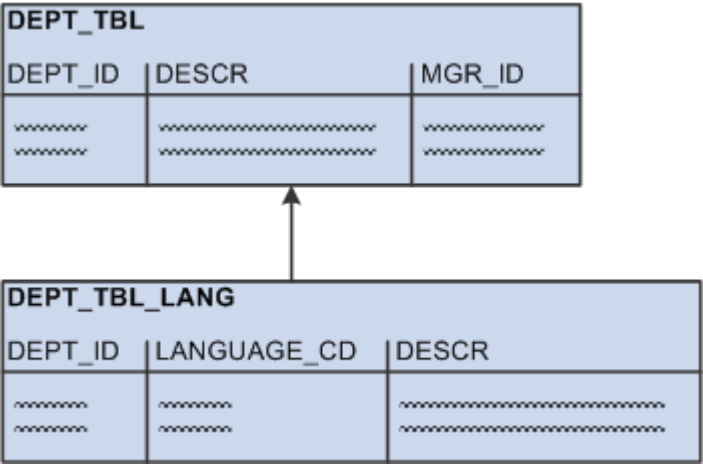 DEPT_TBL
DEPT_ID DESCR MGR_ID
DEPT_TBL_LANG
DEPT_ID LANGUAGE_CD DESCR